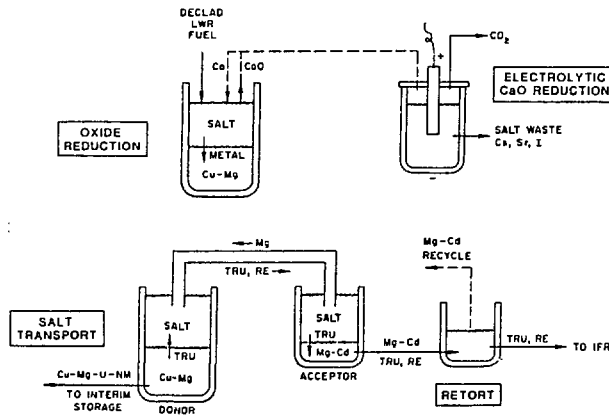 DECLAD
LWR
FUEL
Ca
CaO
SALT
METAL
Cu-Mg
OXIDE
REDUCTION
+
CO2
ELECTROLYTIC
CaO REDUCTION
SALT WASTE
Cs, Sr, I
-
Mg
TRU, RE
SALT
TRU
Cu-Mg
DONOR
SALT
TRANSPORT
Cu-Mg-U-NM
TO INTERIM
STORAGE
SALT
TRU
Mg-Cd
ACCEPTOR
Mg-Cd
TRU, RE
Mg-Cd
RECYCLE
TRU, RE
TO IFR
RETORT